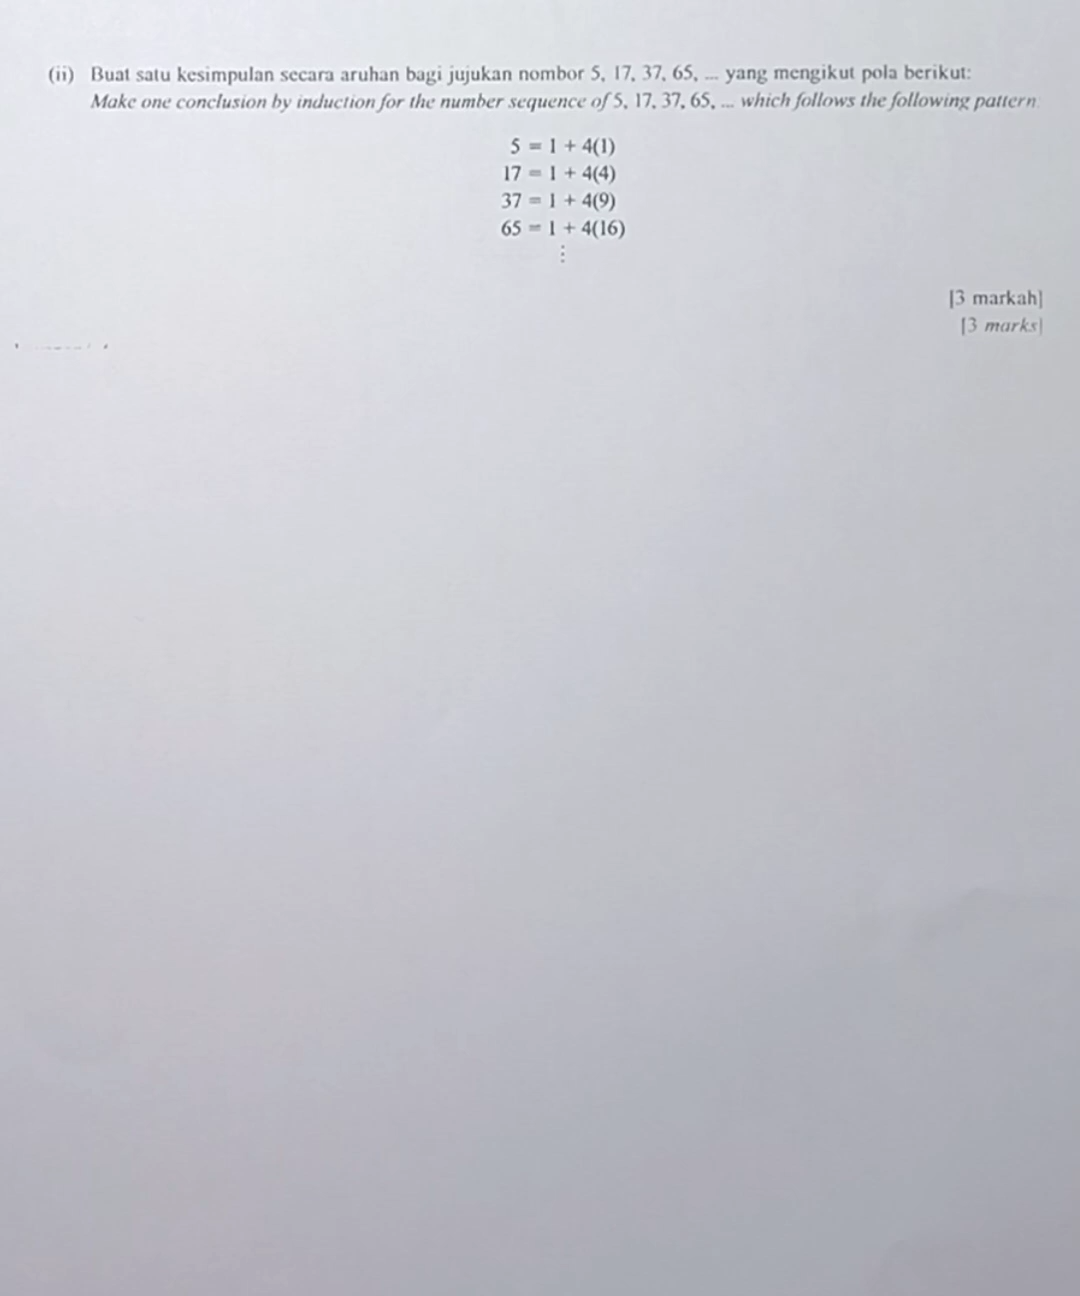 (ii) Buat satu kesimpulan secara aruhan bagi jujukan nombor 5, 17, 37, 65, ... yang mengikut pola berikut:
Make one conclusion by induction for the number sequence of 5, 17, 37, 65, ... which follows the following pattern.
5 = 1 + 4(1)
17 = 1 + 4(4)
37 = 1 + 4(9)
65 = 1 + 4(16)
⋮
[3 markah]
[3 marks]